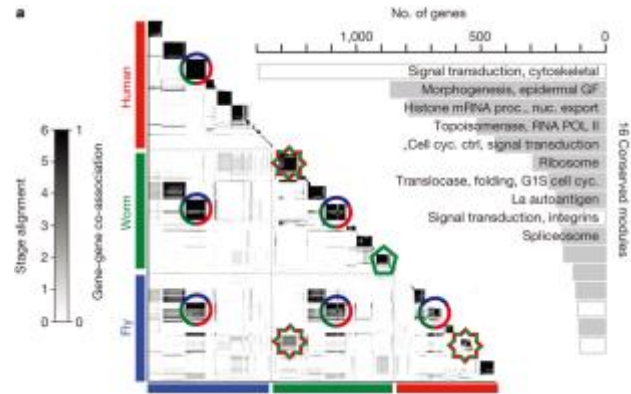 a
No. of genes
1,000
500
0
Human
Worm
Fly
Stage alignment
6
5
4
3
2
1
0
Gene-gene co-association
1
0
Signal transduction, cytoskeletal
Morphogenesis, epidermal GF
Histone mRNA proc., nuc. export
Topoisomerase, RNA POL II
Cell cyc. ctrl, signal transduction
Ribosome
Translocase, folding, G1S cell cyc.
La autoantigen
Signal transduction, integrins
Spliceosome
16 Conserved modules